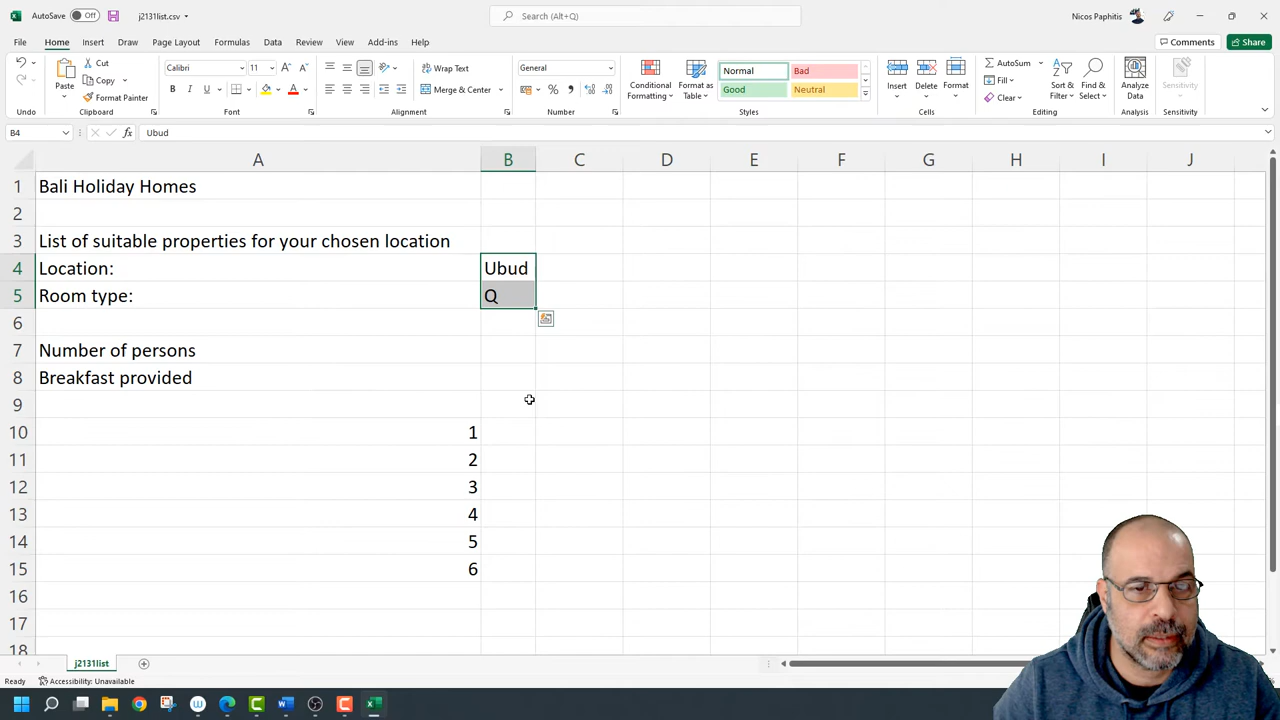 AutoSave Off j2131list.csv Search (Alt+Q) Nicos Paphitis
File Home Insert Draw Page Layout Formulas Data Review View Add-ins Help Comments Share
Paste Cut Copy Format Painter
Calibri 11 B I U A
Wrap Text Merge & Center
General %
Conditional Formatting Format as Table
Normal Bad Good Neutral
Insert Delete Format
AutoSum Fill Clear Sort & Filter Find & Select
Analyze Data Sensitivity
Undo Clipboard Font Alignment Number Styles Cells Editing Analysis Sensitivity
B4 fx Ubud
A B C D E F G H I J
1 Bali Holiday Homes
2
3 List of suitable properties for your chosen location
4 Location: Ubud
5 Room type: Q
6
7 Number of persons
8 Breakfast provided
9
10 1
11 2
12 3
13 4
14 5
15 6
16
17
18
j2131list
Ready Accessibility: Unavailable